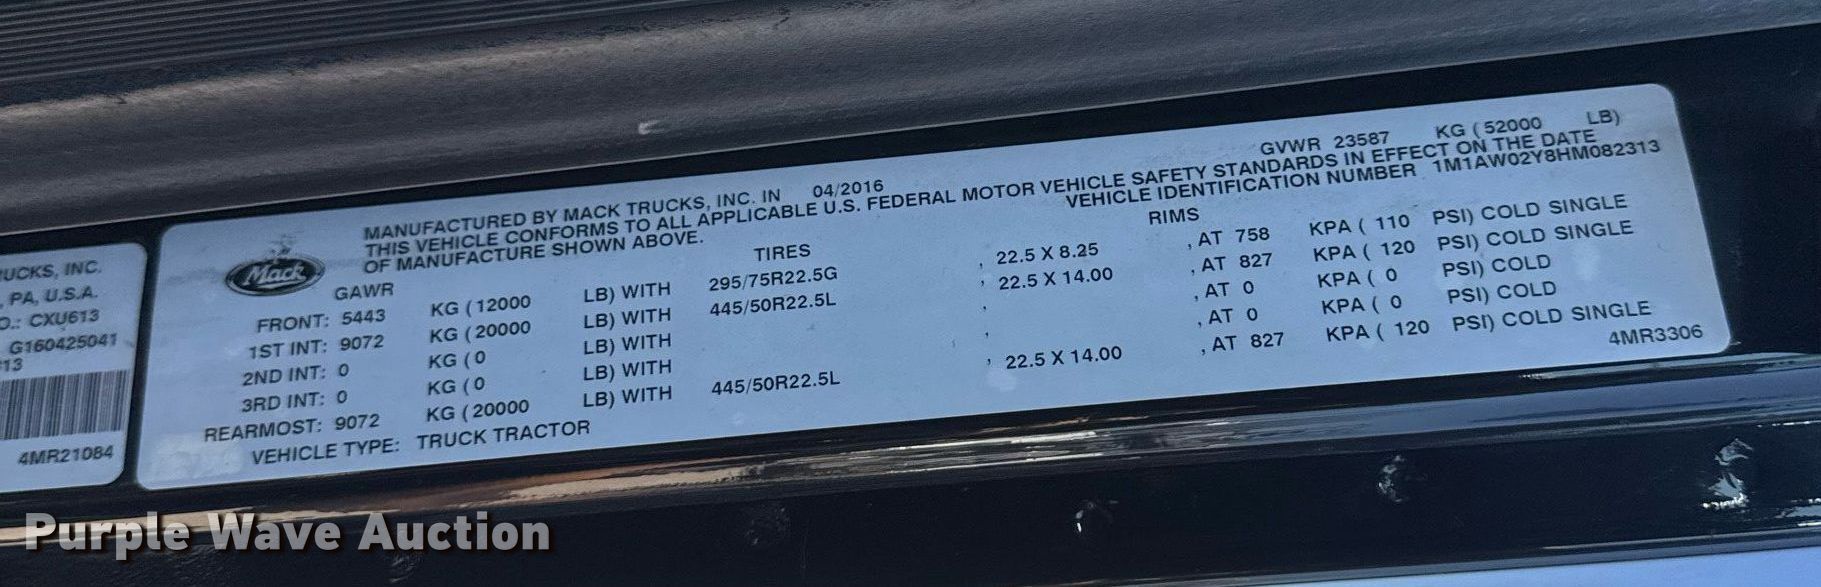 UCKS, INC.
, PA, U.S.A.
O.: CXU613
G160425041
13
4MR21084
Mack
MANUFACTURED BY MACK TRUCKS, INC. IN 04/2016 GVWR 23587 KG (52000 LB)
THIS VEHICLE CONFORMS TO ALL APPLICABLE U.S. FEDERAL MOTOR VEHICLE SAFETY STANDARDS IN EFFECT ON THE DATE
OF MANUFACTURE SHOWN ABOVE. VEHICLE IDENTIFICATION NUMBER 1M1AW02Y8HM082313
GAWR TIRES RIMS
FRONT: 5443 KG (12000 LB) WITH 295/75R22.5G , 22.5 X 8.25 , AT 758 KPA ( 110 PSI) COLD SINGLE
1ST INT: 9072 KG (20000 LB) WITH 445/50R22.5L , 22.5 X 14.00 , AT 827 KPA ( 120 PSI) COLD SINGLE
2ND INT: 0 KG (0 LB) WITH , , AT 0 KPA ( 0 PSI) COLD
3RD INT: 0 KG (0 LB) WITH , , AT 0 KPA ( 0 PSI) COLD
REARMOST: 9072 KG (20000 LB) WITH 445/50R22.5L , 22.5 X 14.00 , AT 827 KPA ( 120 PSI) COLD SINGLE
VEHICLE TYPE: TRUCK TRACTOR 4MR3306
Purple Wave Auction